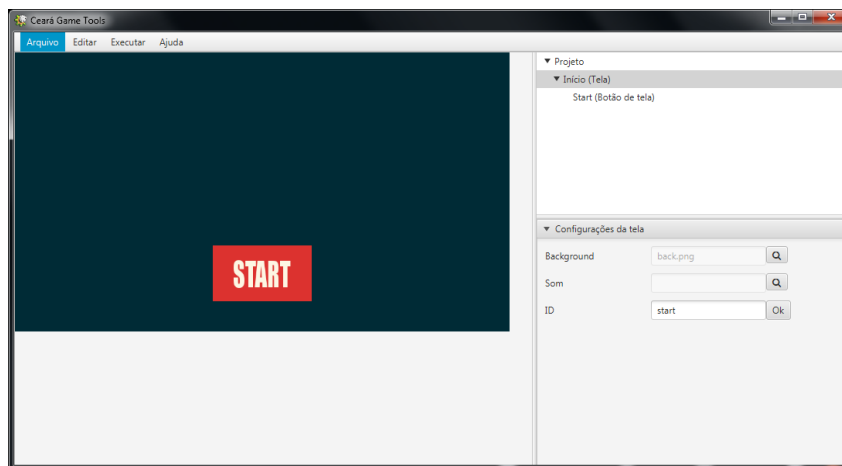 Ceará Game Tools
Arquivo Editar Executar Ajuda
START
Projeto
Início (Tela)
Start (Botão de tela)
Configurações da tela
Background back.png
Som
ID start Ok